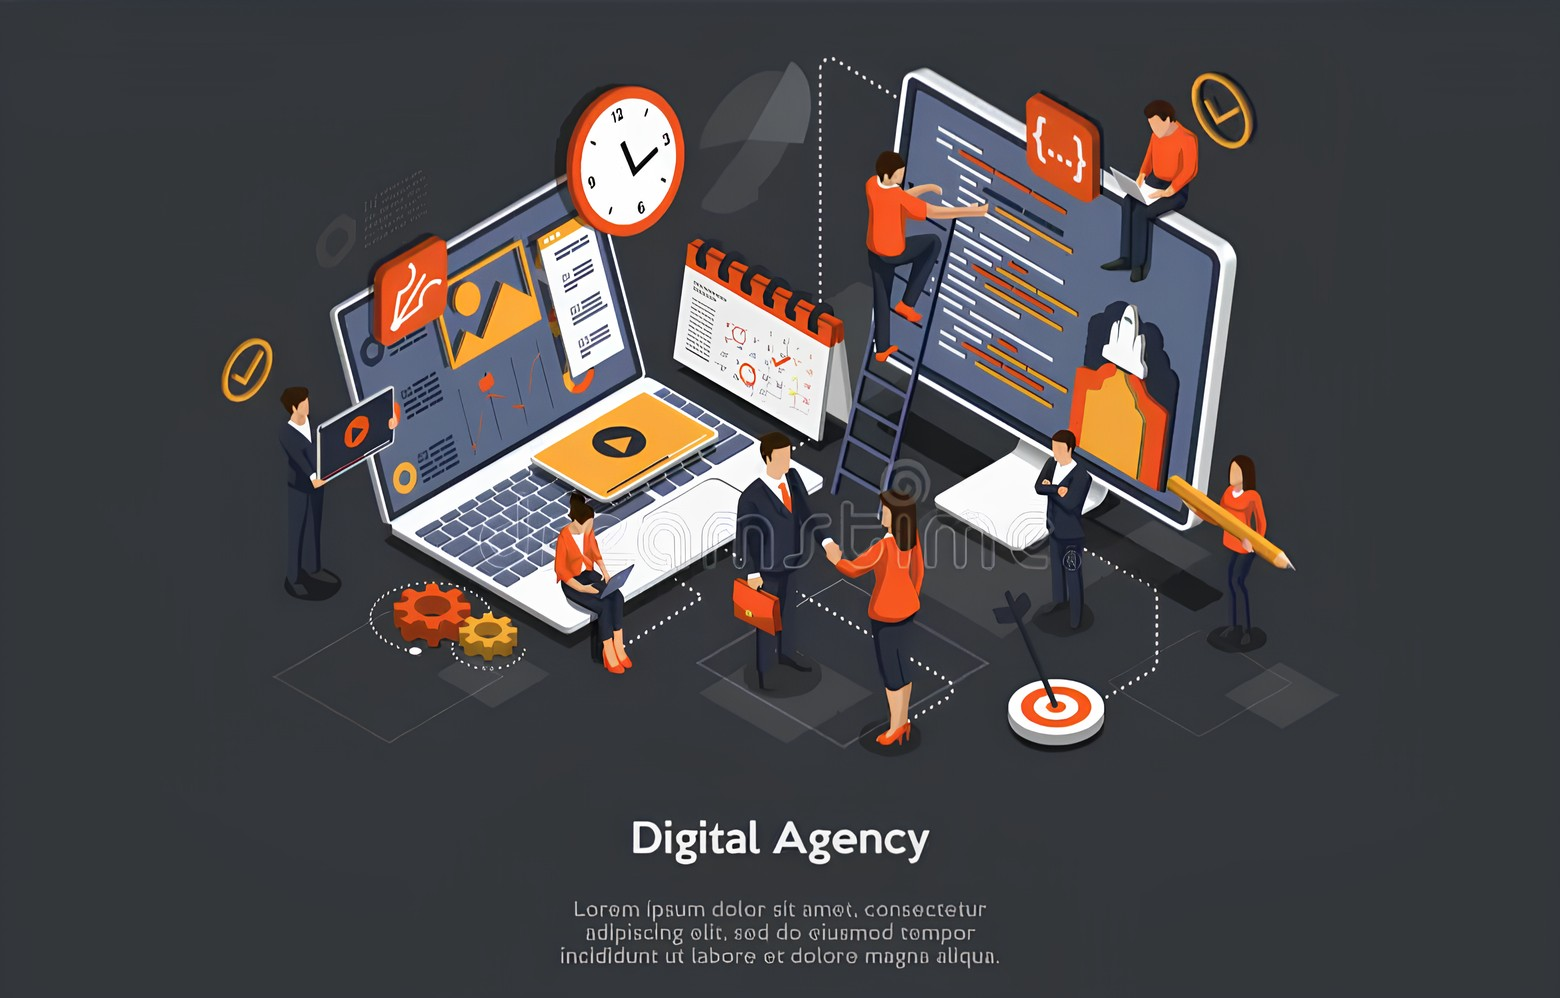 12
3
6
9
{...}
dreamstime
Digital Agency
Lorem ipsum dolor sit amet, consectetur
adipiscing elit, sed do eiusmod tempor
incididunt ut labore et dolore magna aliqua.